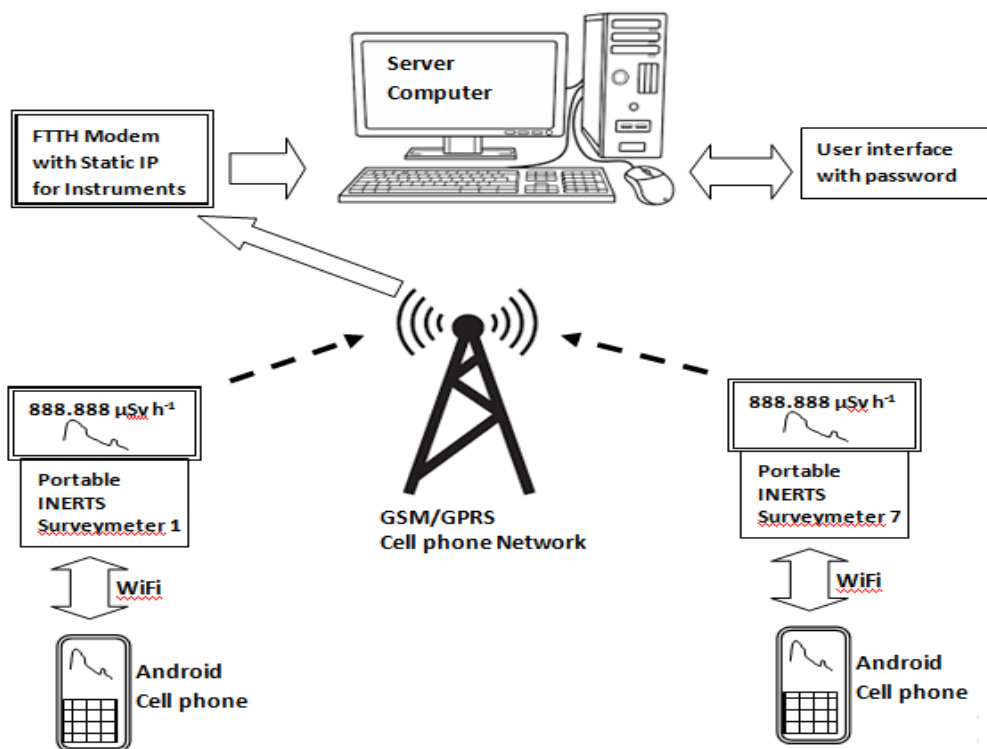 Server
Computer
FTTH Modem
with Static IP
for Instruments
User interface
with password
888.888 µSv h⁻¹
Portable
INERTS
Surveymeter 1
WiFi
Android
Cell phone
GSM/GPRS
Cell phone Network
888.888 µSv h⁻¹
Portable
INERTS
Surveymeter 7
WiFi
Android
Cell phone